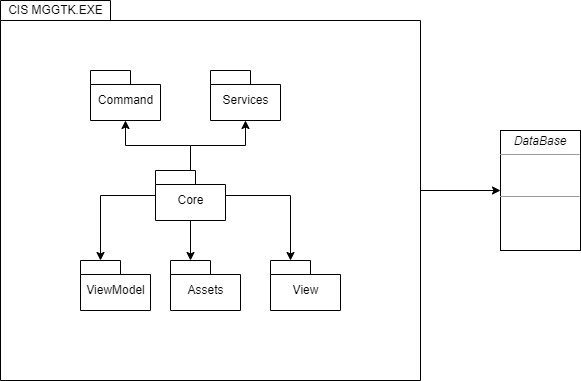 CIS MGGTK.EXE
Command
Services
DataBase
Core
ViewModel
Assets
View